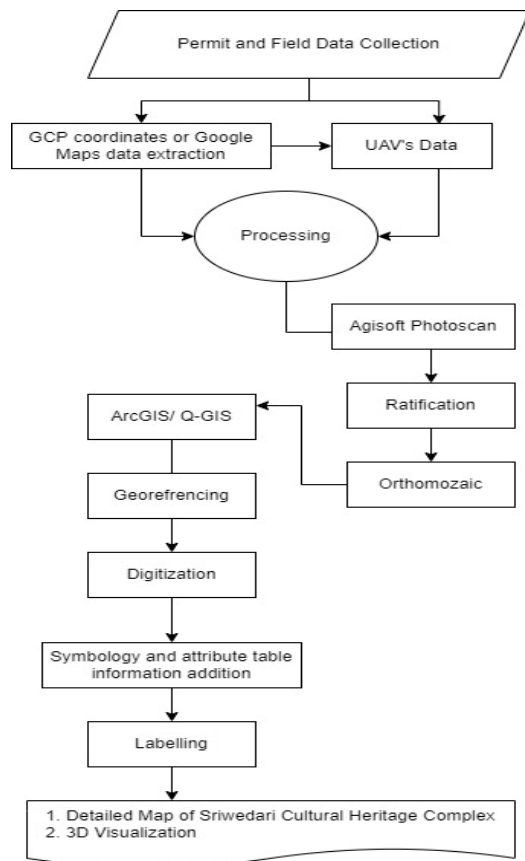 Permit and Field Data Collection
GCP coordinates or Google
Maps data extraction
UAV's Data
Processing
Agisoft Photoscan
Ratification
Orthomozaic
ArcGIS/ Q-GIS
Georefrencing
Digitization
Symbology and attribute table
information addition
Labelling
1. Detailed Map of Sriwedari Cultural Heritage Complex
2. 3D Visualization